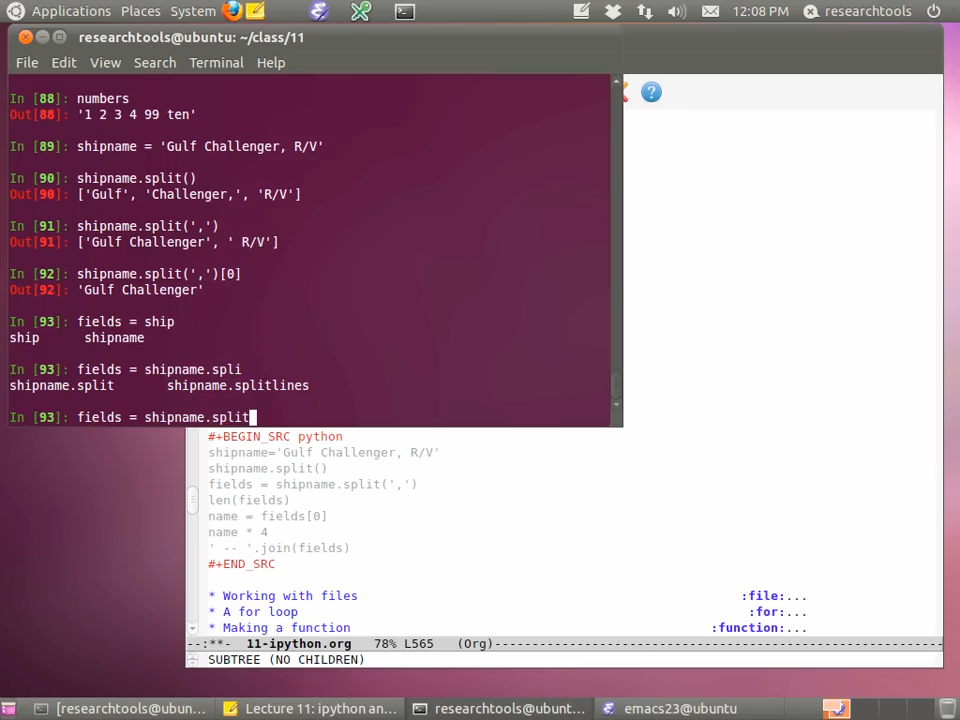 Applications Places System 12:08 PM researchtools
researchtools@ubuntu: ~/class/11
File Edit View Search Terminal Help
In [88]: numbers
Out[88]: '1 2 3 4 99 ten'
In [89]: shipname = 'Gulf Challenger, R/V'
In [90]: shipname.split()
Out[90]: ['Gulf', 'Challenger,', 'R/V']
In [91]: shipname.split(',')
Out[91]: ['Gulf Challenger', ' R/V']
In [92]: shipname.split(',')[0]
Out[92]: 'Gulf Challenger'
In [93]: fields = ship
ship shipname
In [93]: fields = shipname.spli
shipname.split shipname.splitlines
In [93]: fields = shipname.split
#+BEGIN_SRC python
shipname='Gulf Challenger, R/V'
shipname.split()
fields = shipname.split(',')
len(fields)
name = fields[0]
name * 4
' -- '.join(fields)
#+END_SRC
* Working with files :file:...
* A for loop :for:...
* Making a function :function:...
--:**- 11-ipython.org 78% L565 (Org)--------------------------------------------------
SUBTREE (NO CHILDREN)
[researchtools@ubun... Lecture 11: ipython an... researchtools@ubunt... emacs23@ubuntu